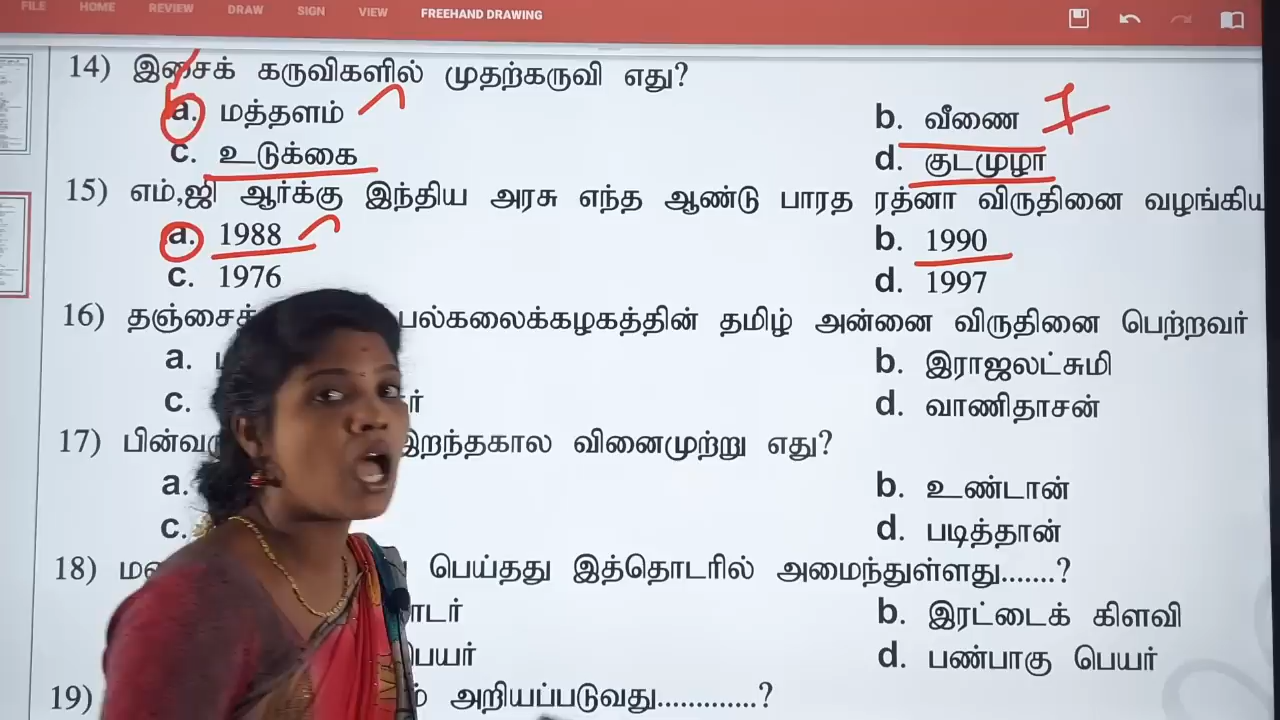 FILE HOME REVIEW DRAW SIGN VIEW FREEHAND DRAWING
14) இசைக் கருவிகளில் முதற்கருவி எது?
a. மத்தளம் b. வீணை
c. உடுக்கை d. குடமுழா
15) எம்,ஜி ஆர்க்கு இந்திய அரசு எந்த ஆண்டு பாரத ரத்னா விருதினை வழங்கிய
a. 1988 b. 1990
c. 1976 d. 1997
16) பல்கலைக்கழகத்தின் தமிழ் அன்னை விருதினை பெற்றவர்
a. b. இராஜலட்சுமி
c. d. வாணிதாசன்
17) இறந்தகால வினைமுற்று எது?
a. b. உண்டான்
c. d. படித்தான்
18) பெய்தது இத்தொடரில் அமைந்துள்ளது.......?
b. இரட்டைக் கிளவி
d. பண்பாகு பெயர்
19) அறியப்படுவது.............?